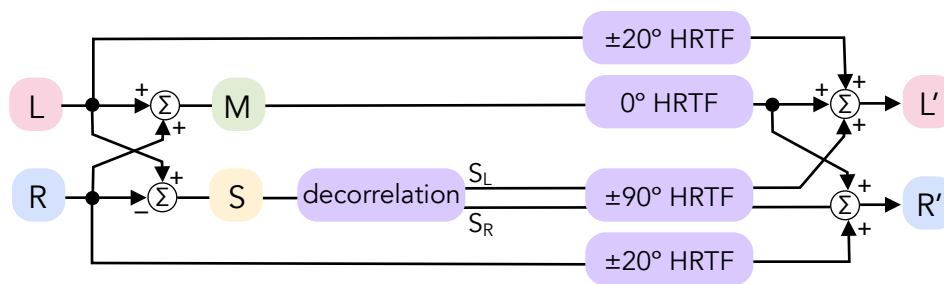 ±20° HRTF
+
L
+
Σ
M
0° HRTF
+
Σ
L'
+
+
+
R
−
Σ
S
decorrelation
S_L
S_R
±90° HRTF
+
Σ
R'
+
+
±20° HRTF